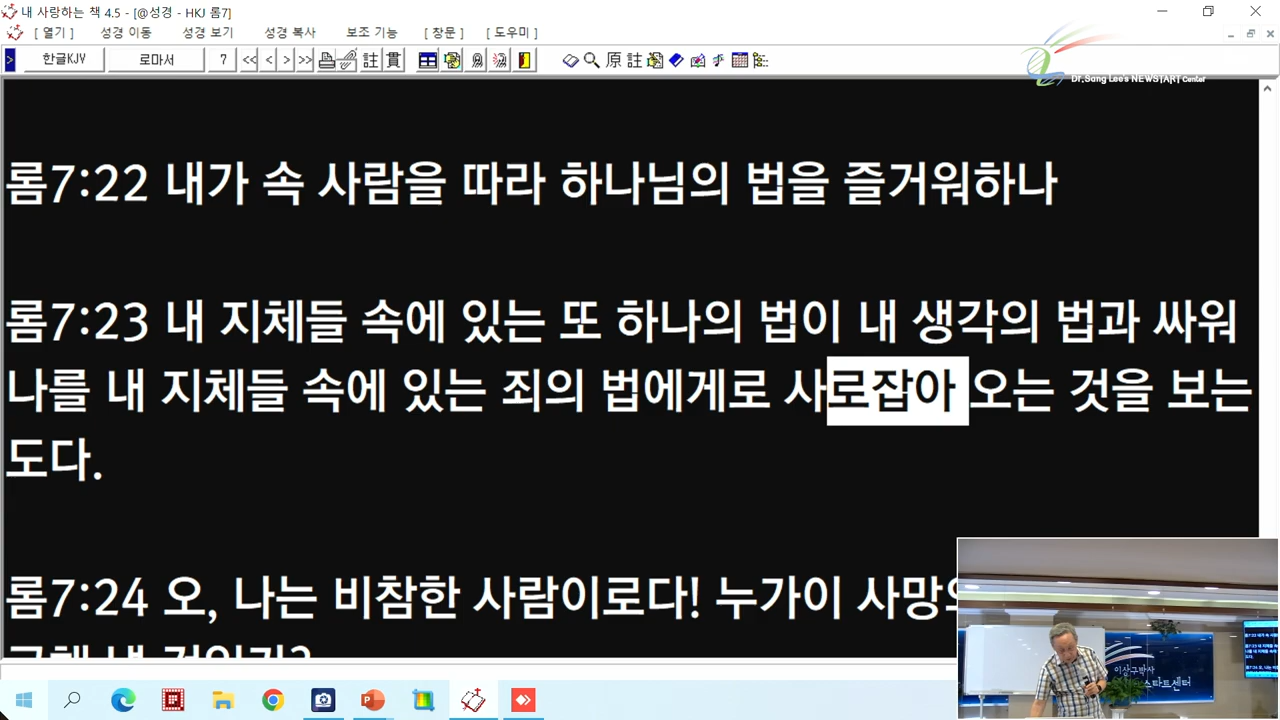 내 사랑하는 책 4.5 - [@성경 - HKJ 롬7]
[ 열기 ] 성경 이동 성경 보기 성경 복사 보조 기능 [ 창문 ] [ 도우미 ]
> 한글KJV 로마서 7 << < > >> 註 貫 原 註
Dr.Sang Lee's NEWSTART Center
롬7:22 내가 속 사람을 따라 하나님의 법을 즐거워하나
롬7:23 내 지체들 속에 있는 또 하나의 법이 내 생각의 법과 싸워
나를 내 지체들 속에 있는 죄의 법에게로 사로잡아 오는 것을 보는
도다.
롬7:24 오, 나는 비참한 사람이로다! 누가이 사망의
이상구박사
스타트센터